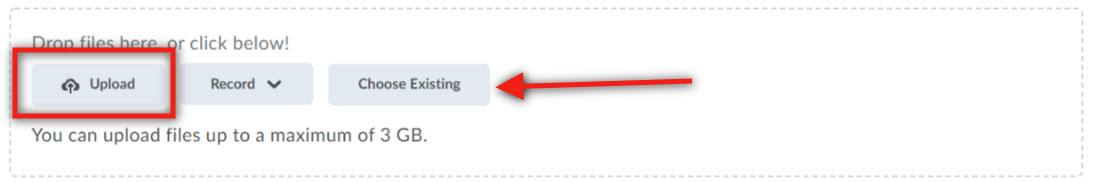 Drop files here, or click below!
Upload Record Choose Existing
You can upload files up to a maximum of 3 GB.